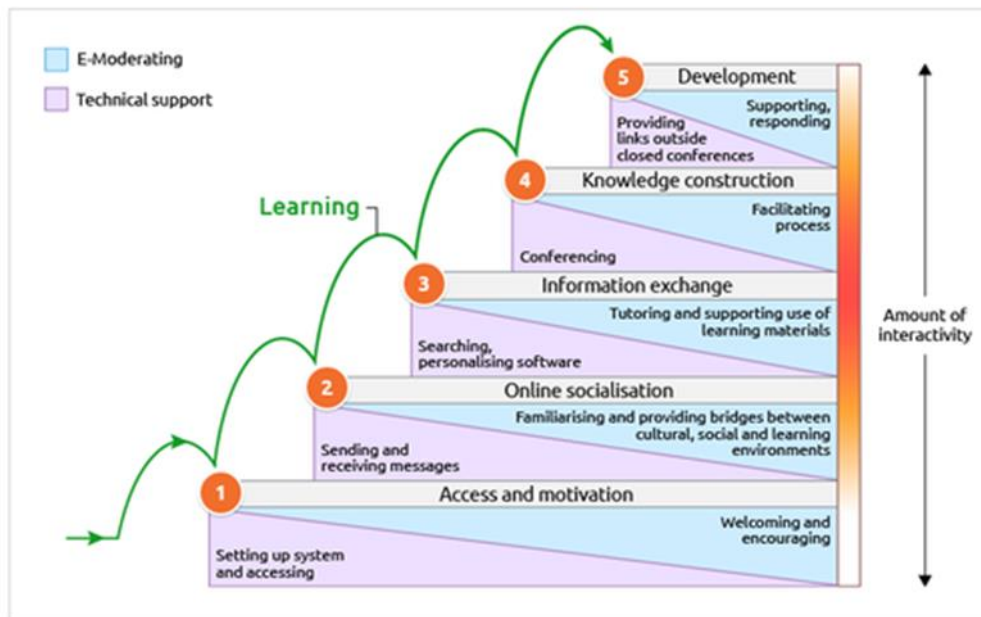 E-Moderating
Technical support
Learning
5
Development
Supporting,
responding
Providing
links outside
closed conferences
4
Knowledge construction
Facilitating
process
Conferencing
3
Information exchange
Tutoring and supporting use of
learning materials
Searching,
personalising software
2
Online socialisation
Familiarising and providing bridges between
cultural, social and learning
environments
Sending and
receiving messages
1
Access and motivation
Welcoming and
encouraging
Setting up system
and accessing
Amount of
interactivity